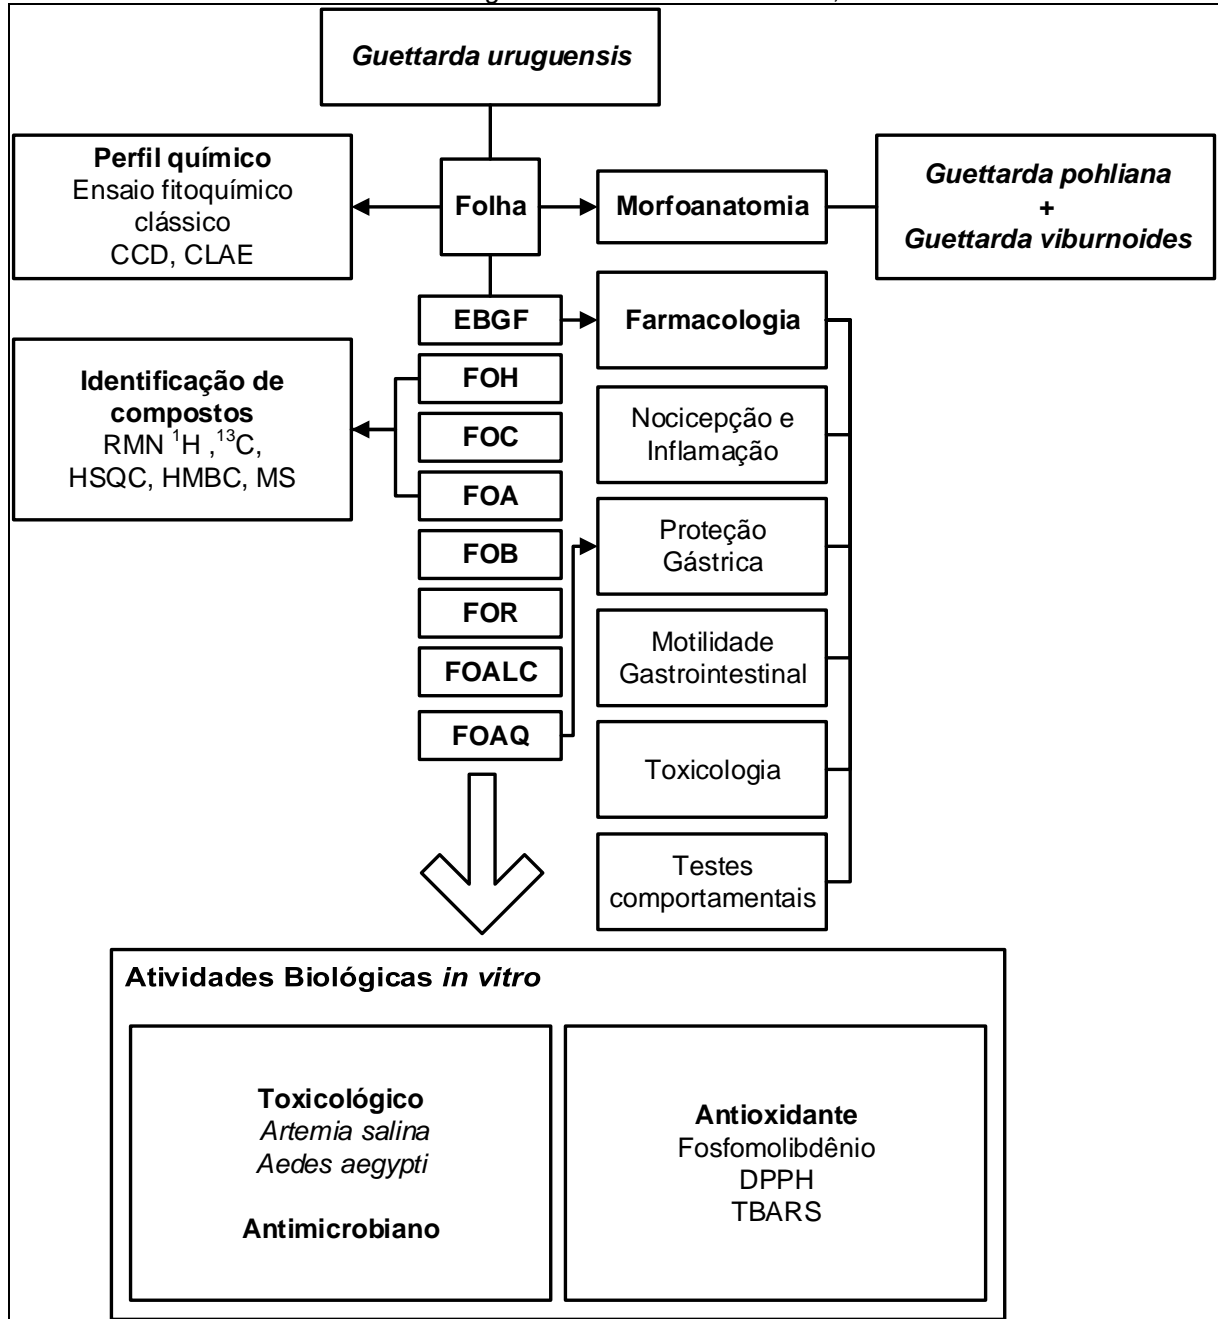 Guettarda uruguensis
Perfil químico
Ensaio fitoquímico
clássico
CCD, CLAE
Folha
Morfoanatomia
Guettarda pohliana
+
Guettarda viburnoides
EBGF
Farmacologia
Identificação de
compostos
RMN ¹H ,¹³C,
HSQC, HMBC, MS
FOH
FOC
FOA
FOB
FOR
FOALC
FOAQ
Nocicepção e
Inflamação
Proteção
Gástrica
Motilidade
Gastrointestinal
Toxicologia
Testes
comportamentais
Atividades Biológicas in vitro
Toxicológico
Artemia salina
Aedes aegypti
Antimicrobiano
Antioxidante
Fosfomolibdênio
DPPH
TBARS